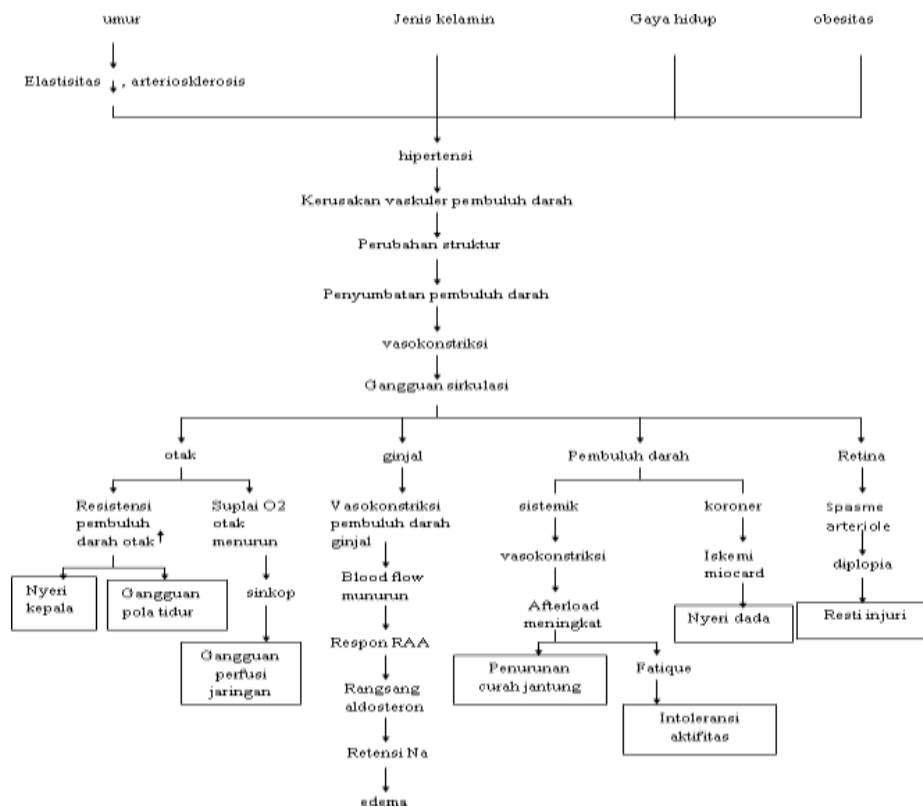 umur
Jenis kelamin
Gaya hidup
obesitas
Elastisitas ↓, arteriosklerosis
hipertensi
Kerusakan vaskuler pembuluh darah
Perubahan struktur
Penyumbatan pembuluh darah
vasokonstriksi
Gangguan sirkulasi
otak
ginjal
Pembuluh darah
Retina
Resistensi
pembuluh
darah otak ↑
Suplai O2
otak
menurun
Vasokonstriksi
pembuluh darah
ginjal
sistemik
koroner
Spasme
arteriole
vasokonstriksi
Iskemi
miocard
diplopia
Nyeri
kepala
Gangguan
pola tidur
sinkop
Blood flow
munurun
Afterload
meningkat
Nyeri dada
Resti injuri
Gangguan
perfusi
jaringan
Respon RAA
Penurunan
curah jantung
Fatique
Rangsang
aldosteron
Intoleransi
aktifitas
Retensi Na
edema